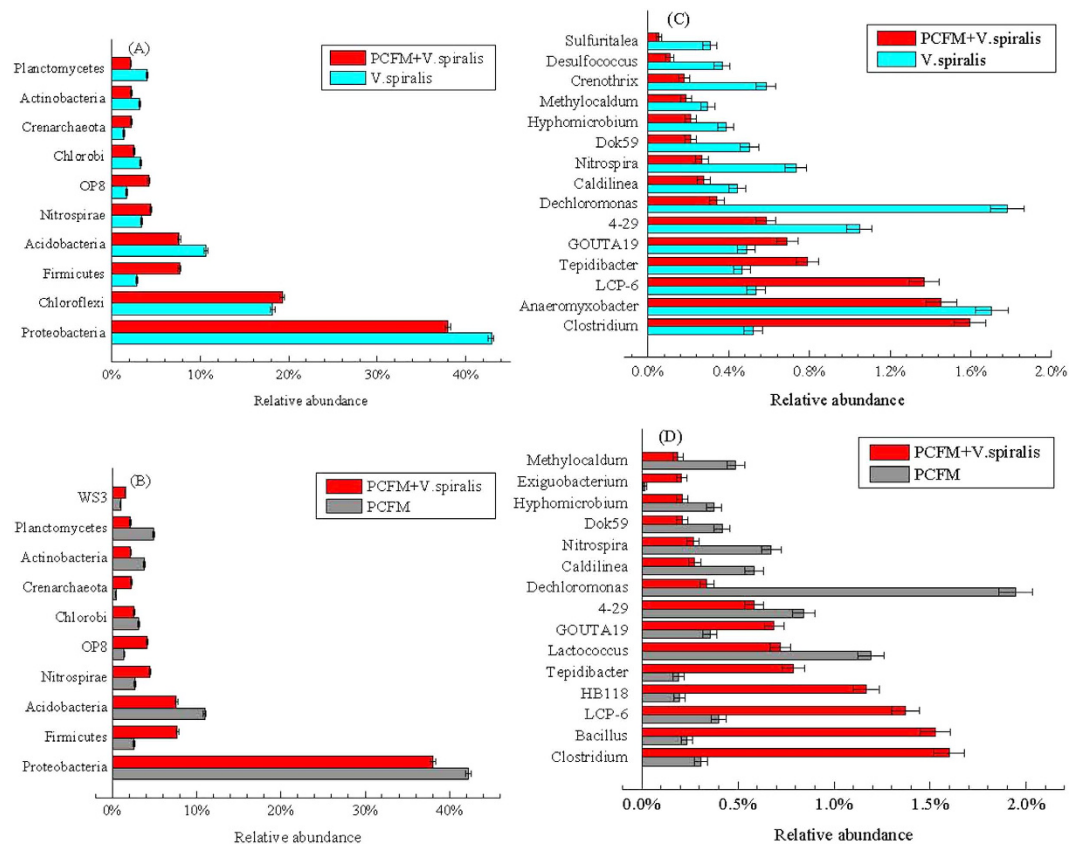 (A)
PCFM+V.spiralis
V.spiralis
Planctomycetes
Actinobacteria
Crenarchaeota
Chlorobi
OP8
Nitrospirae
Acidobacteria
Firmicutes
Chloroflexi
Proteobacteria
0% 10% 20% 30% 40%
Relative abundance
(C)
PCFM+V.spiralis
V.spiralis
Sulfuritalea
Desulfococcus
Crenothrix
Methylocaldum
Hyphomicrobium
Dok59
Nitrospira
Caldilinea
Dechloromonas
4-29
GOUTA19
Tepidibacter
LCP-6
Anaeromyxobacter
Clostridium
0.0% 0.4% 0.8% 1.2% 1.6% 2.0%
Relative abundance
(B)
PCFM+V.spiralis
PCFM
WS3
Planctomycetes
Actinobacteria
Crenarchaeota
Chlorobi
OP8
Nitrospirae
Acidobacteria
Firmicutes
Proteobacteria
0% 10% 20% 30% 40%
Relative abundance
(D)
PCFM+V.spiralis
PCFM
Methylocaldum
Exiguobacterium
Hyphomicrobium
Dok59
Nitrospira
Caldilinea
Dechloromonas
4-29
GOUTA19
Lactococcus
Tepidibacter
HB118
LCP-6
Bacillus
Clostridium
0.0% 0.5% 1.0% 1.5% 2.0%
Relative abundance